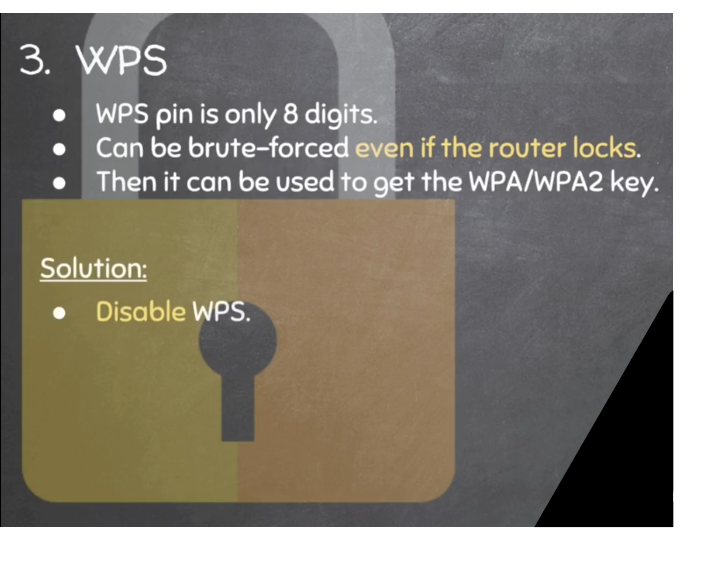 3. WPS
● WPS pin is only 8 digits.
● Can be brute-forced even if the router locks.
● Then it can be used to get the WPA/WPA2 key.
Solution:
● Disable WPS.